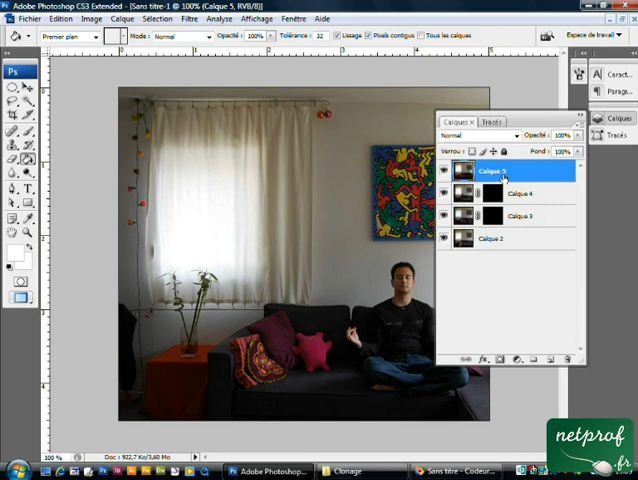 Adobe Photoshop CS3 Extended - [Sans titre-1 @ 100% (Calque 5, RVB/8)]
Fichier Edition Image Calque Sélection Filtre Analyse Affichage Fenêtre Aide
Premier plan Mode: Normal Opacité: 100% Tolérance: 32 Lissage Pixels contigus Tous les calques Espace de travail
Ps
Calques Tracés
Normal Opacité: 100%
Verrou: Fond: 100%
Calque 5
Calque 4
Calque 3
Calque 2
Caract...
Paragr...
Calques
Tracés
100 % Doc: 922,7 Ko/3,60 Mo
Adobe Photoshop... Clonage Sans titre - Codeur...
netprof
.fr